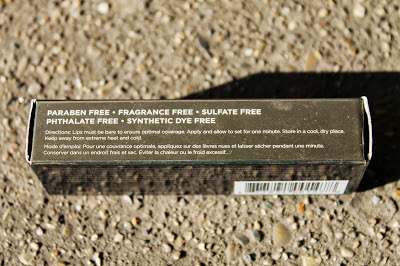 PARABEN FREE • FRAGRANCE FREE • SULFATE FREE
PHTHALATE FREE • SYNTHETIC DYE FREE
Directions: Lips must be bare to ensure optimal coverage. Apply and allow to set for one minute. Store in a cool, dry place.
Keep away from extreme heat and cold.
Mode d'emploi: Pour une couvrance optimale, appliquez sur des lèvres nues et laisser sécher pendant une minute.
Conserver dans un endroit frais et sec. Éviter la chaleur ou le froid excessif.